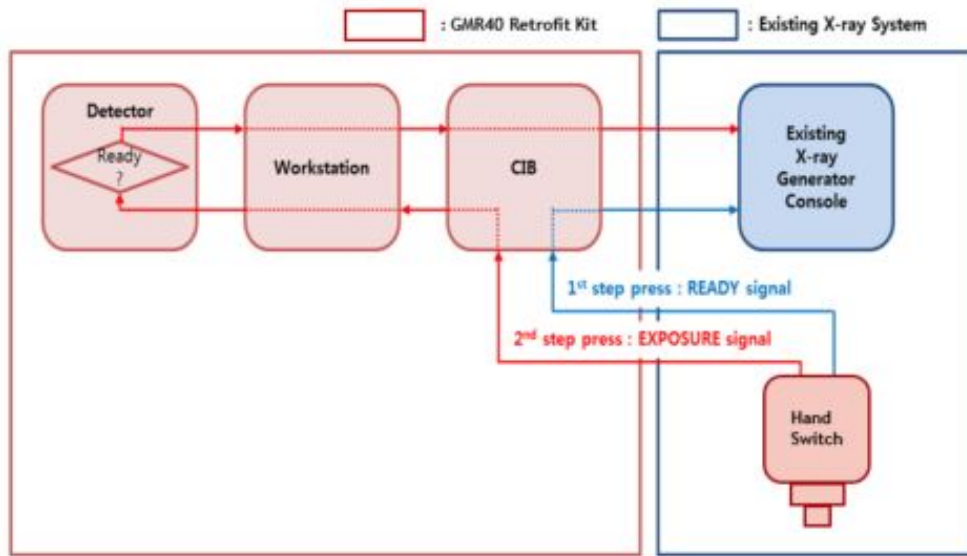 : GMR40 Retrofit Kit
: Existing X-ray System
Detector
Ready
?
Workstation
CIB
Existing
X-ray
Generator
Console
1st step press : READY signal
2nd step press : EXPOSURE signal
Hand
Switch